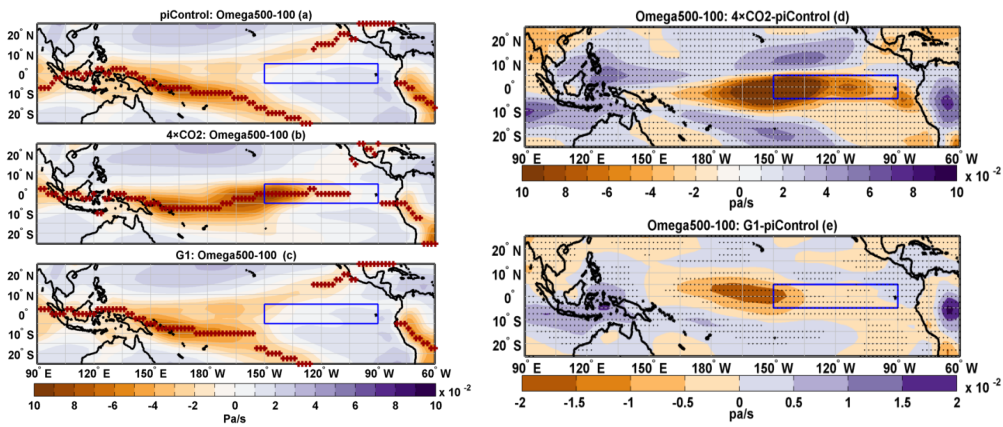 piControl: Omega500-100 (a)
20° N
10° N
0°
10° S
20° S
4×CO2: Omega500-100 (b)
20° N
10° N
0°
10° S
20° S
G1: Omega500-100 (c)
20° N
10° N
0°
10° S
20° S
90° E 120° E 150° E 180° W 150° W 120° W 90° W 60° W
10 -8 -6 -4 -2 0 2 4 6 8 10
x 10 -2
Pa/s
Omega500-100: 4×CO2-piControl (d)
20° N
10° N
0°
10° S
20° S
90° E 120° E 150° E 180° W 150° W 120° W 90° W 60° W
10 -8 -6 -4 -2 0 2 4 6 8 10
x 10 -2
pa/s
Omega500-100: G1-piControl (e)
20° N
10° N
0°
10° S
20° S
90° E 120° E 150° E 180° W 150° W 120° W 90° W 60° W
-2 -1.5 -1 -0.5 0 0.5 1 1.5 2
x 10 -2
pa/s